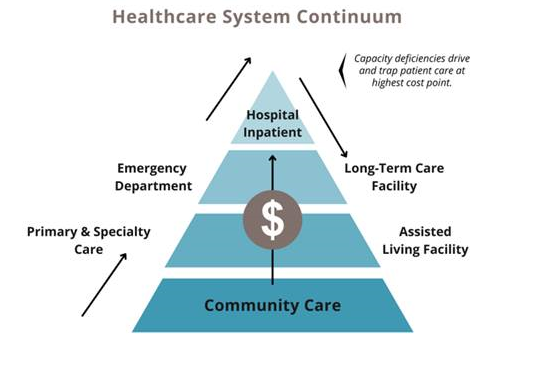 Healthcare System Continuum
Capacity deficiencies drive
and trap patient care at
highest cost point.
Hospital
Inpatient
Emergency
Department
Long-Term Care
Facility
Primary & Specialty
Care
$
Assisted
Living Facility
Community Care